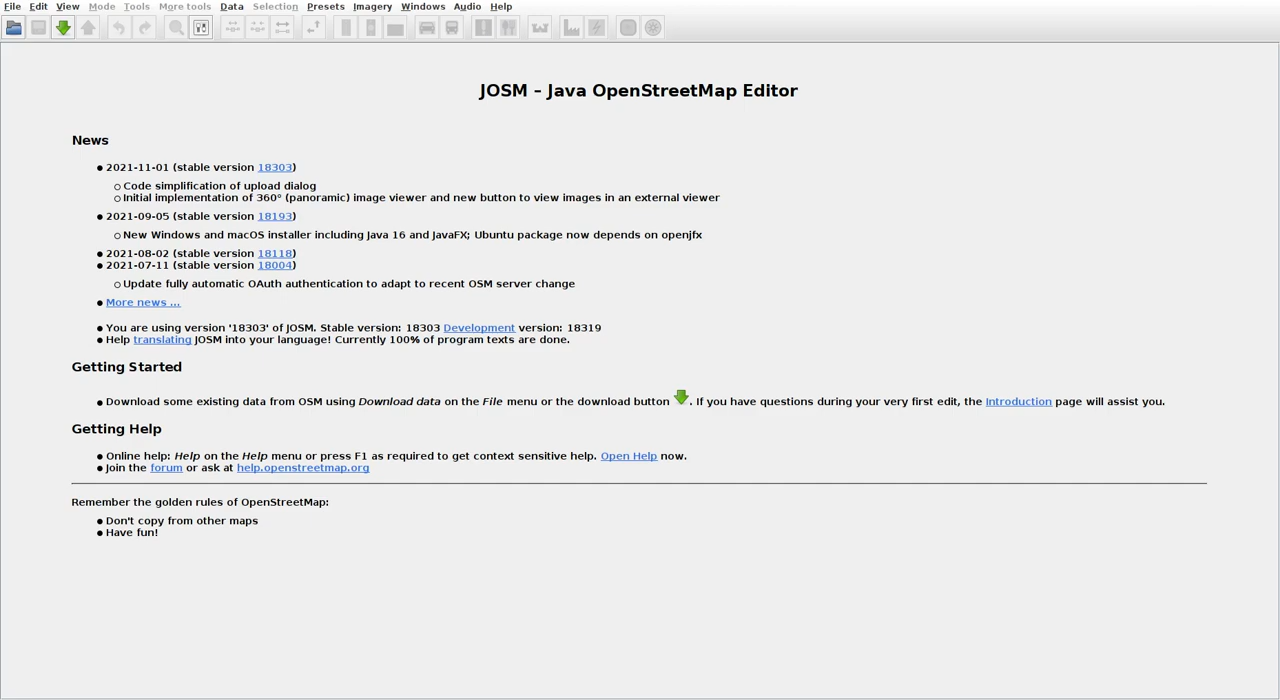 File Edit View Mode Tools More tools Data Selection Presets Imagery Windows Audio Help
JOSM – Java OpenStreetMap Editor
News
2021-11-01 (stable version 18303)
Code simplification of upload dialog
Initial implementation of 360° (panoramic) image viewer and new button to view images in an external viewer
2021-09-05 (stable version 18193)
New Windows and macOS installer including Java 16 and JavaFX; Ubuntu package now depends on openjfx
2021-08-02 (stable version 18118)
2021-07-11 (stable version 18004)
Update fully automatic OAuth authentication to adapt to recent OSM server change
More news ...
You are using version '18303' of JOSM. Stable version: 18303 Development version: 18319
Help translating JOSM into your language! Currently 100% of program texts are done.
Getting Started
Download some existing data from OSM using Download data on the File menu or the download button . If you have questions during your very first edit, the Introduction page will assist you.
Getting Help
Online help: Help on the Help menu or press F1 as required to get context sensitive help. Open Help now.
Join the forum or ask at help.openstreetmap.org
Remember the golden rules of OpenStreetMap:
Don't copy from other maps
Have fun!